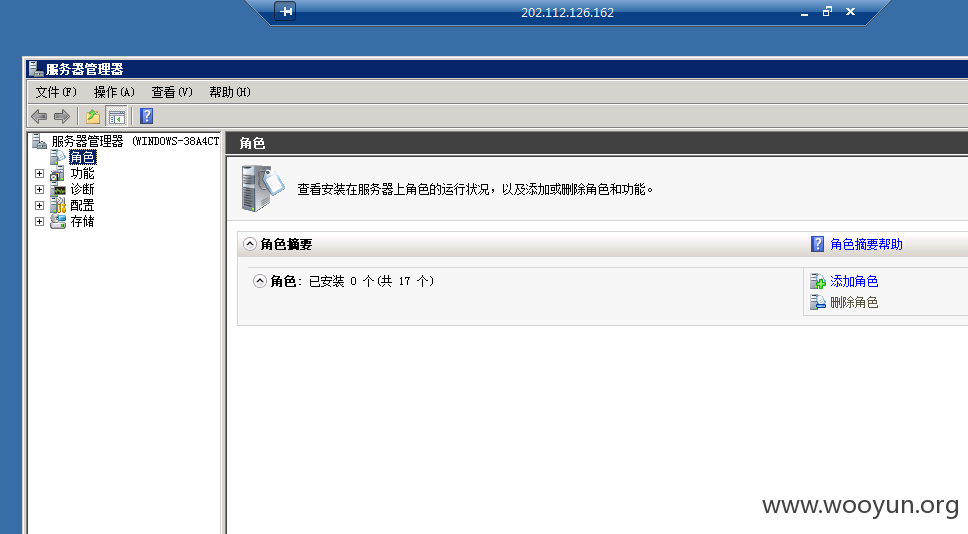 202.112.126.162
服务器管理器
文件(F) 操作(A) 查看(V) 帮助(H)
服务器管理器 (WINDOWS-38A4CT
角色
功能
诊断
配置
存储
角色
查看安装在服务器上角色的运行状况，以及添加或删除角色和功能。
角色摘要
角色摘要帮助
角色：已安装 0 个(共 17 个)
添加角色
删除角色
www.wooyun.org